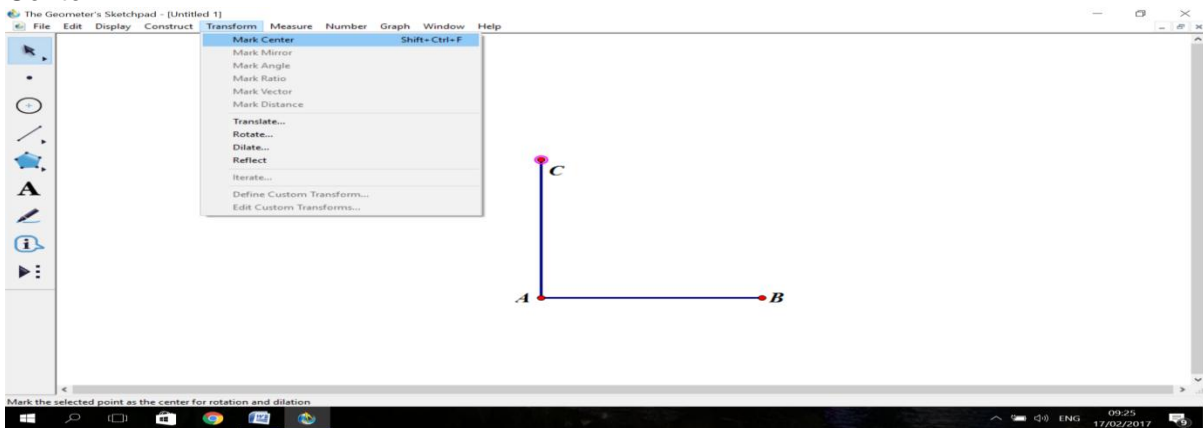 The Geometer's Sketchpad - [Untitled 1]
File Edit Display Construct Transform Measure Number Graph Window Help
Mark Center Shift+Ctrl+F
Mark Mirror
Mark Angle
Mark Ratio
Mark Vector
Mark Distance
Translate...
Rotate...
Dilate...
Reflect
Iterate...
Define Custom Transform...
Edit Custom Transforms...
A
C
A B
Mark the selected point as the center for rotation and dilation
ENG 09:25
17/02/2017